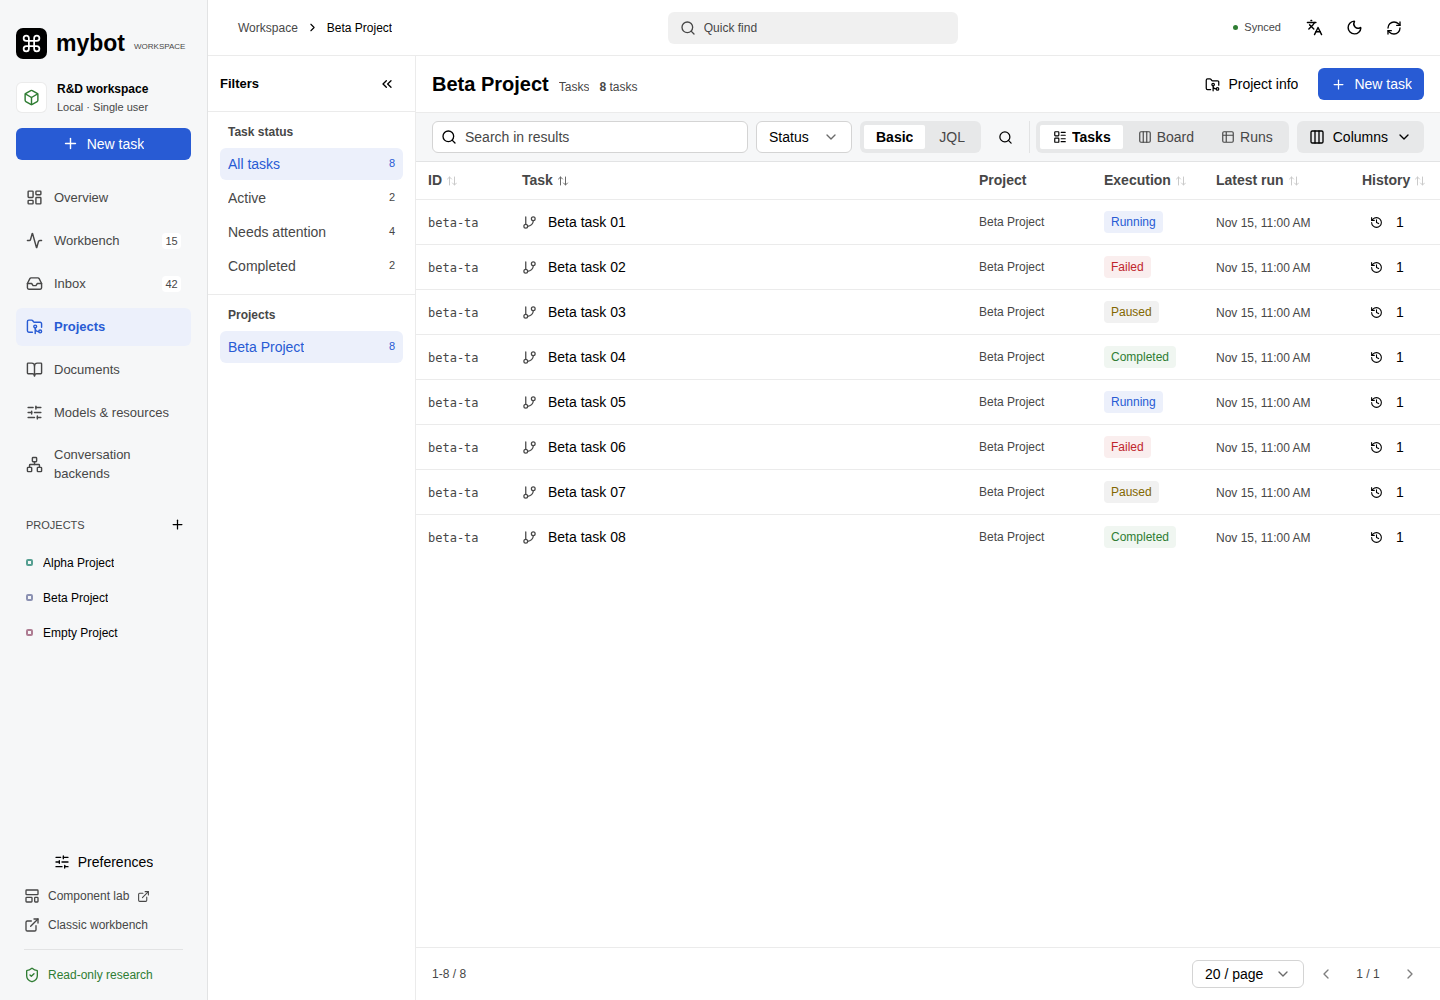 mybot WORKSPACE
R&D workspace
Local · Single user
New task
Overview
Workbench 15
Inbox 42
Projects
Documents
Models & resources
Conversation
backends
PROJECTS
Alpha Project
Beta Project
Empty Project
Preferences
Component lab
Classic workbench
Read-only research
Workspace Beta Project
Quick find
Synced
Filters
Task status
All tasks 8
Active 2
Needs attention 4
Completed 2
Projects
Beta Project 8
Beta Project Tasks 8 tasks
Project info
New task
Search in results
Status
Basic JQL
Tasks Board Runs
Columns
ID Task Project Execution Latest run History
beta-ta Beta task 01 Beta Project Running Nov 15, 11:00 AM 1
beta-ta Beta task 02 Beta Project Failed Nov 15, 11:00 AM 1
beta-ta Beta task 03 Beta Project Paused Nov 15, 11:00 AM 1
beta-ta Beta task 04 Beta Project Completed Nov 15, 11:00 AM 1
beta-ta Beta task 05 Beta Project Running Nov 15, 11:00 AM 1
beta-ta Beta task 06 Beta Project Failed Nov 15, 11:00 AM 1
beta-ta Beta task 07 Beta Project Paused Nov 15, 11:00 AM 1
beta-ta Beta task 08 Beta Project Completed Nov 15, 11:00 AM 1
1-8 / 8
20 / page
1 / 1